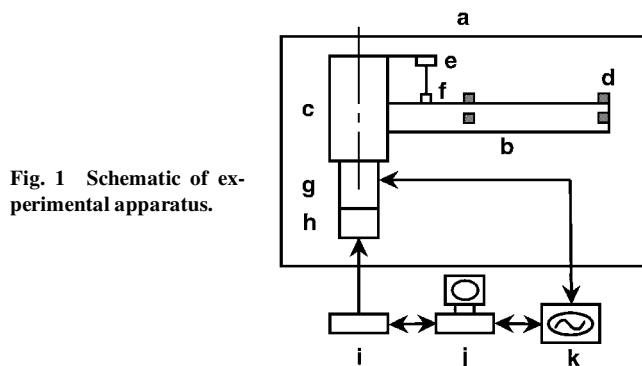 a
e
d
f
c
b
Fig. 1 Schematic of ex-
perimental apparatus.
g
h
i
j
k